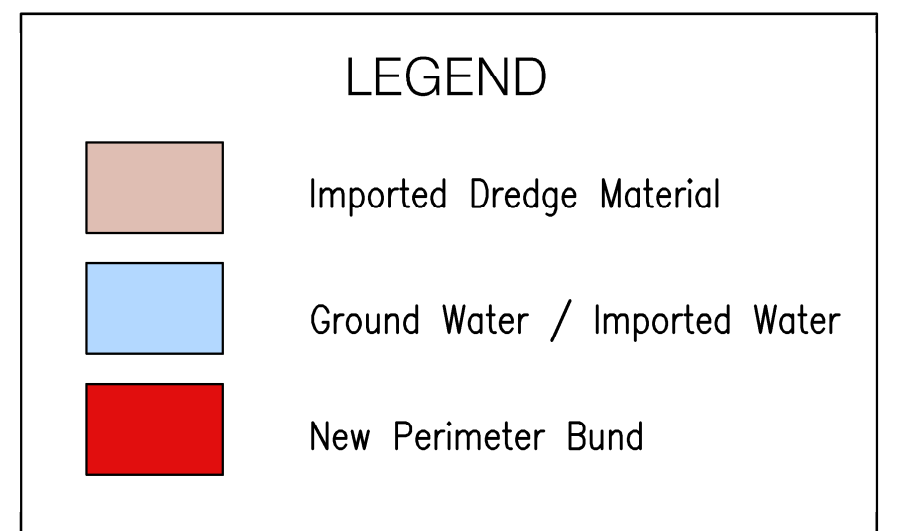 LEGEND
Imported Dredge Material
Ground Water / Imported Water
New Perimeter Bund